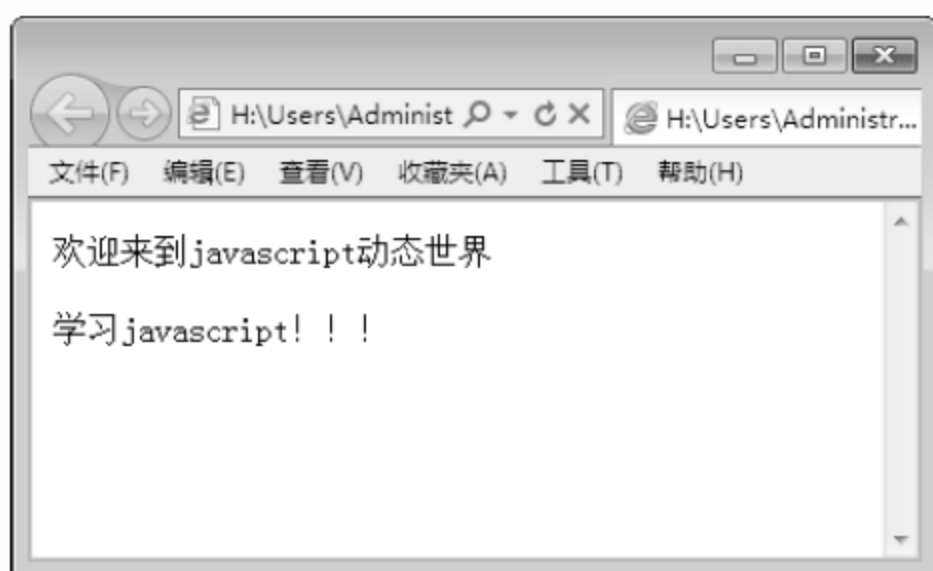 H:\Users\Administ
H:\Users\Administr...
文件(F) 编辑(E) 查看(V) 收藏夹(A) 工具(T) 帮助(H)
欢迎来到javascript动态世界
学习javascript！！！